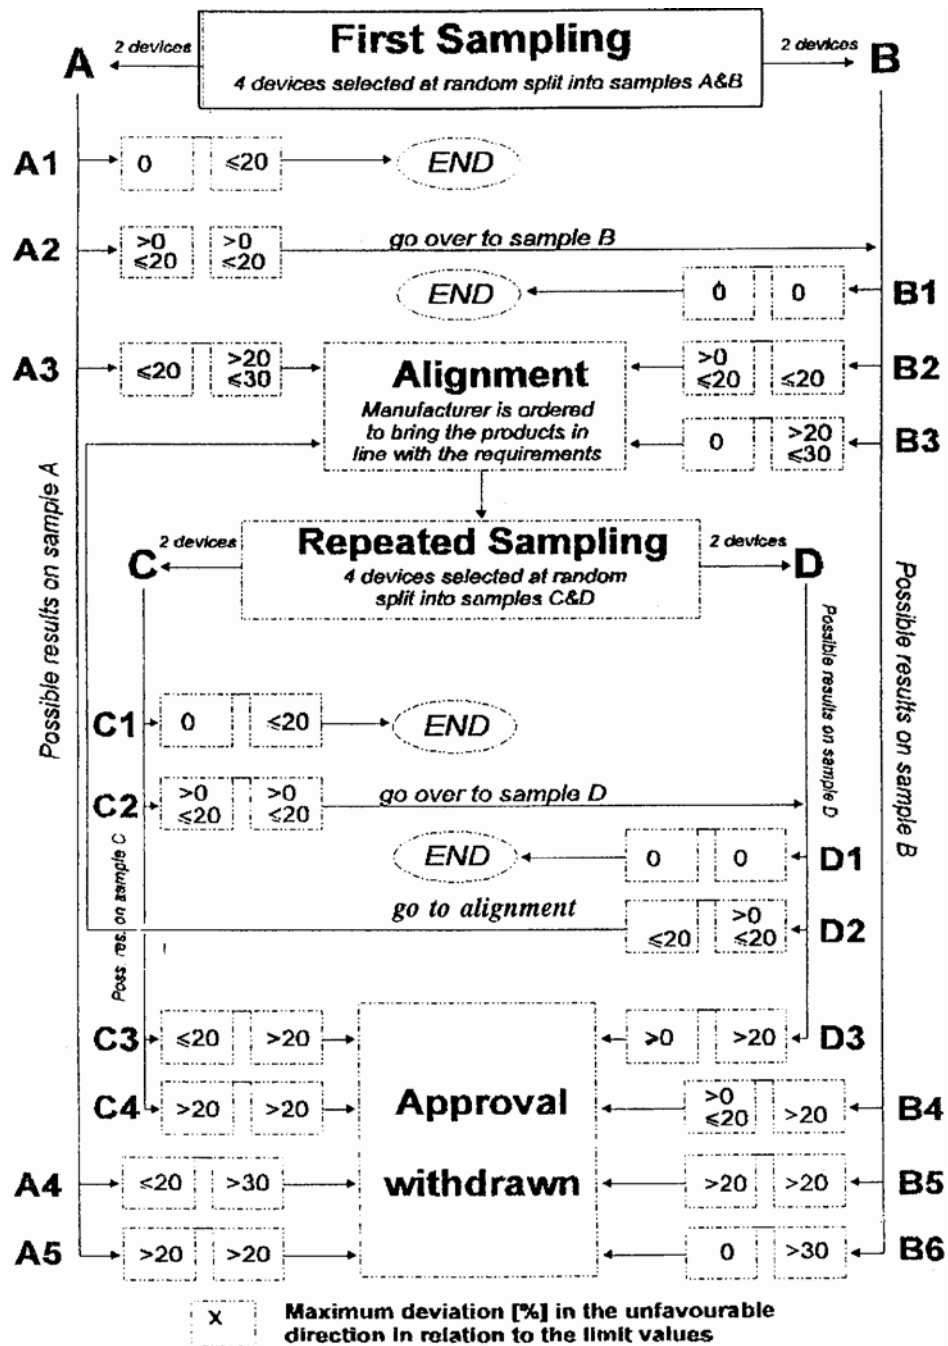 First Sampling
4 devices selected at random split into samples A&B
A
2 devices
2 devices
B
A1
0
≤20
END
A2
>0
≤20
>0
≤20
go over to sample B
END
0
0
B1
A3
≤20
>20
≤30
Alignment
Manufacturer is ordered
to bring the products in
line with the requirements
>0
≤20
≤20
B2
0
>20
≤30
B3
Possible results on sample A
Possible results on sample B
Repeated Sampling
4 devices selected at random
split into samples C&D
C
2 devices
2 devices
D
Poss. res. on sample C
Possible results on sample D
C1
0
≤20
END
C2
>0
≤20
>0
≤20
go over to sample D
END
0
0
D1
go to alignment
≤20
>0
≤20
D2
C3
≤20
>20
Approval
withdrawn
>0
>20
D3
C4
>20
>20
>0
≤20
>20
B4
A4
≤20
>30
>20
>20
B5
A5
>20
>20
0
>30
B6
X
Maximum deviation [%] in the unfavourable
direction in relation to the limit values